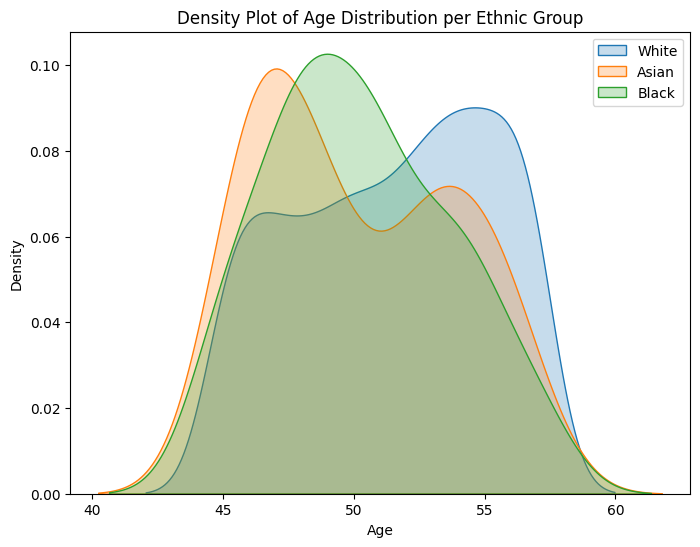 Density Plot of Age Distribution per Ethnic Group
White
Asian
Black
0.10
0.08
0.06
0.04
0.02
0.00
Density
40 45 50 55 60
Age